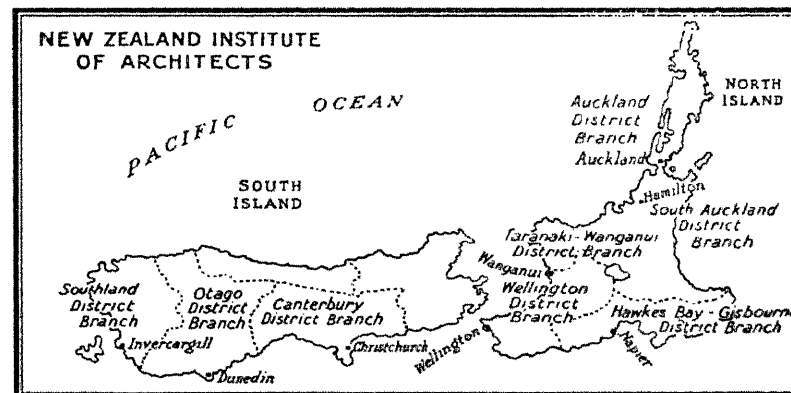 NEW ZEALAND INSTITUTE
OF ARCHITECTS
PACIFIC OCEAN
NORTH
ISLAND
Auckland
District
Branch
Auckland
SOUTH
ISLAND
Hamilton
South Auckland
District
Branch
Taranaki-Wanganui
District Branch
Wanganui
Wellington
District
Branch
Hawkes Bay - Gisbourne
District Branch
Southland
District
Branch
Otago
District
Branch
Canterbury
District Branch
Invercargill
Dunedin
Christchurch
Wellington
Napier